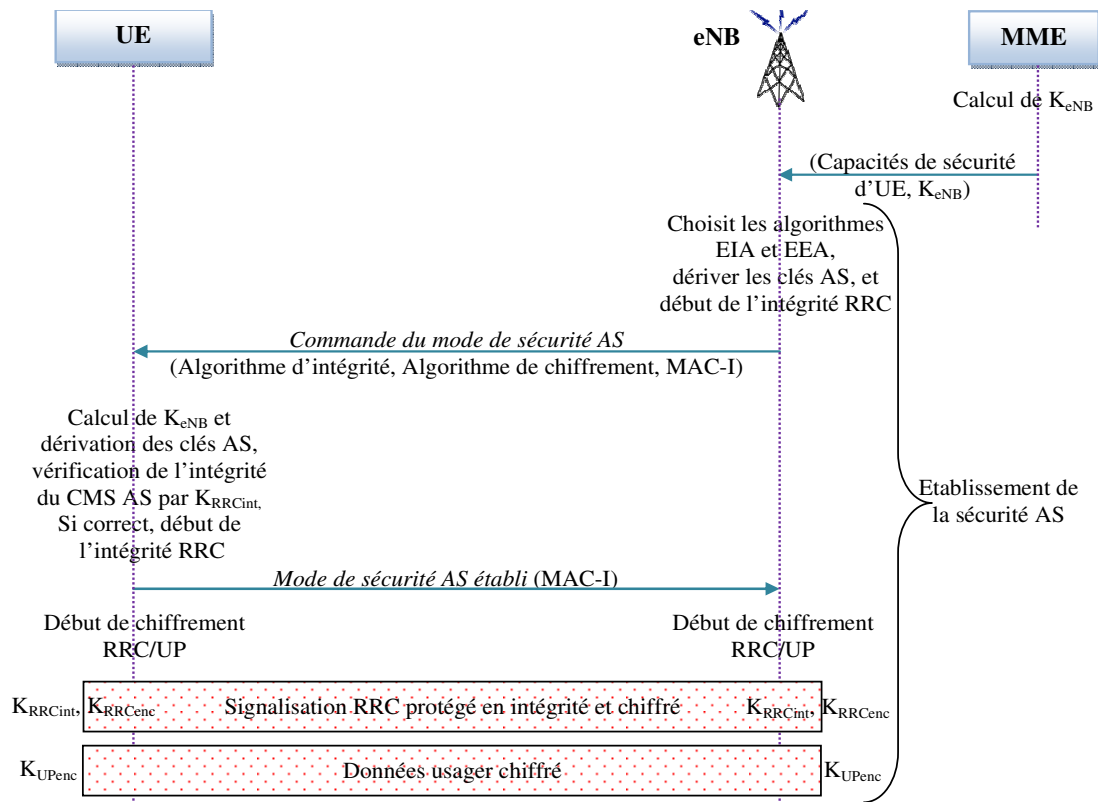 UE
eNB
MME
Calcul de KeNB
(Capacités de sécurité
d’UE, KeNB)
Choisit les algorithmes
EIA et EEA,
dériver les clés AS, et
début de l’intégrité RRC
Commande du mode de sécurité AS
(Algorithme d’intégrité, Algorithme de chiffrement, MAC-I)
Calcul de KeNB et
dérivation des clés AS,
vérification de l’intégrité
du CMS AS par KRRCint,
Si correct, début de
l’intégrité RRC
Etablissement de
la sécurité AS
Mode de sécurité AS établi (MAC-I)
Début de chiffrement
RRC/UP
Début de chiffrement
RRC/UP
KRRCint, KRRCenc
Signalisation RRC protégé en intégrité et chiffré
KRRCint, KRRCenc
KUPenc
Données usager chiffré
KUPenc